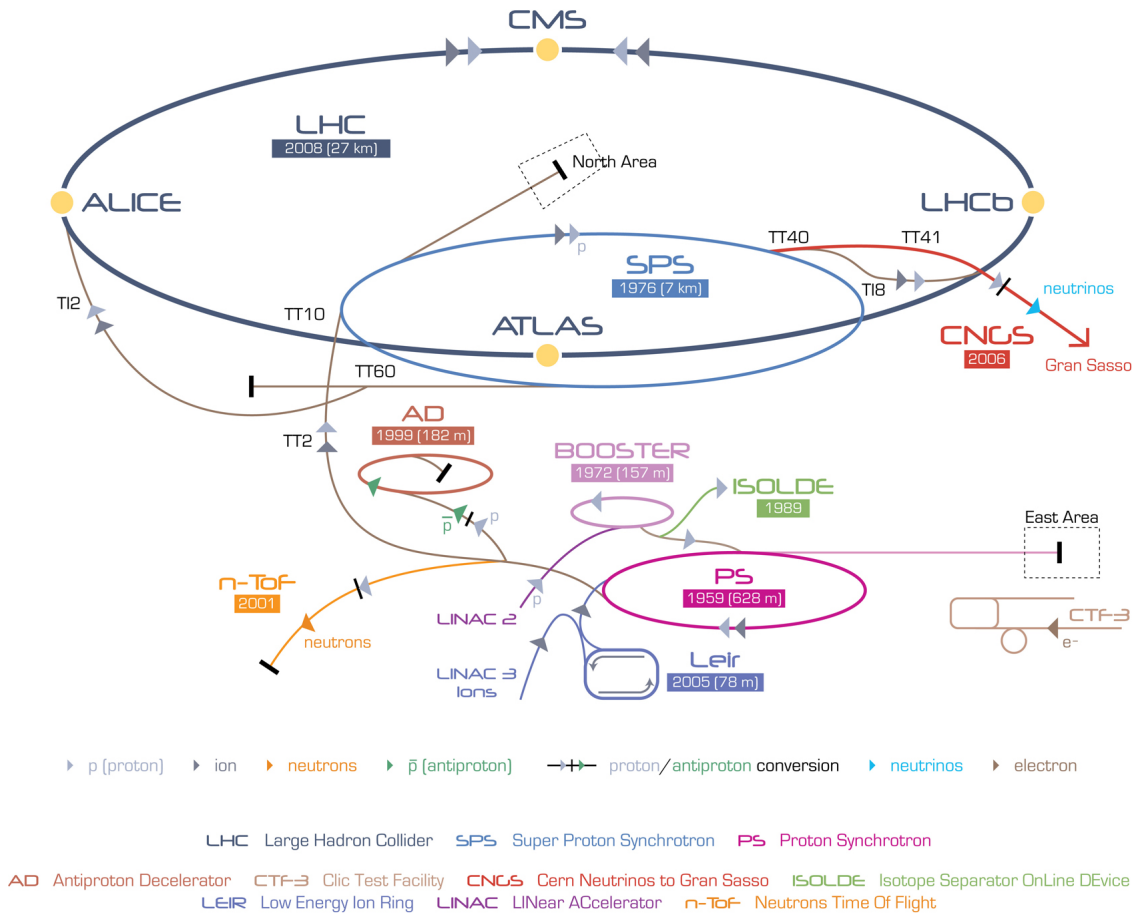 CMS
LHC
2008 (27 km)
North Area
ALICE
LHCb
p
TT40
TT41
SPS
1976 (7 km)
TI2
TI8
neutrinos
TT10
ATLAS
CNGS
2006
Gran Sasso
TT60
AD
1999 (182 m)
TT2
BOOSTER
1972 (157 m)
ISOLDE
1989
p̄
p
East Area
n-ToF
2001
PS
1959 (628 m)
p
LINAC 2
neutrons
CTF3
e-
LINAC 3
Ions
Leir
2005 (78 m)
p (proton) ion neutrons p̄ (antiproton) proton/antiproton conversion neutrinos electron
LHC Large Hadron Collider SPS Super Proton Synchrotron PS Proton Synchrotron
AD Antiproton Decelerator CTF-3 Clic Test Facility CNGS Cern Neutrinos to Gran Sasso ISOLDE Isotope Separator OnLine DEvice
LEIR Low Energy Ion Ring LINAC LINear ACcelerator n-ToF Neutrons Time Of Flight